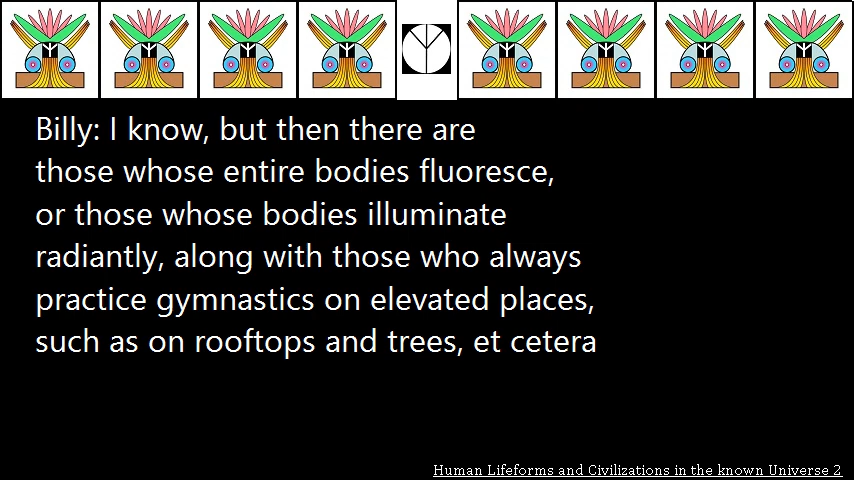 Billy: I know, but then there are
those whose entire bodies fluoresce,
or those whose bodies illuminate
radiantly, along with those who always
practice gymnastics on elevated places,
such as on rooftops and trees, et cetera
Human Lifeforms and Civilizations in the known Universe 2